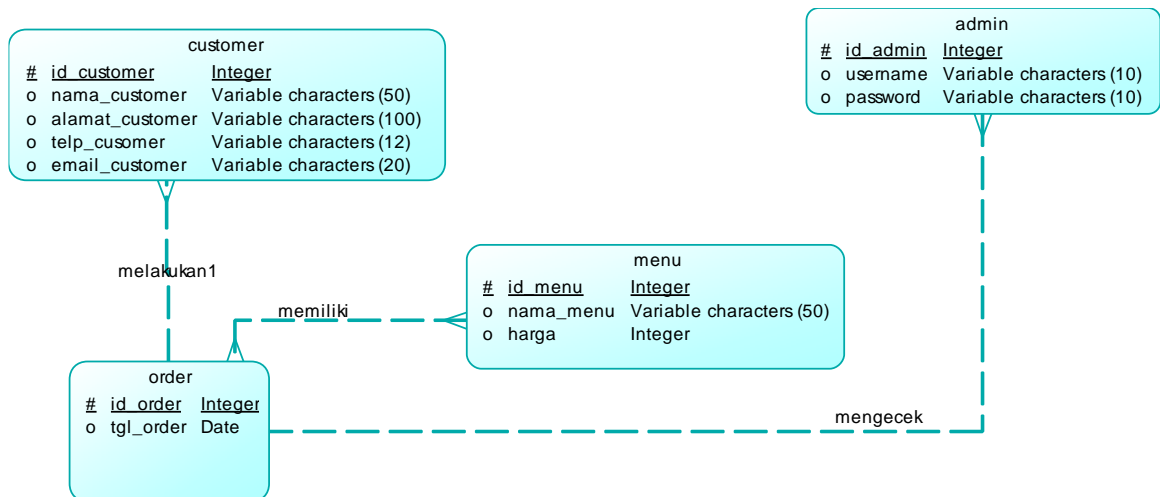 customer
# id_customer Integer
o nama_customer Variable characters (50)
o alamat_customer Variable characters (100)
o telp_cusomer Variable characters (12)
o email_customer Variable characters (20)
admin
# id_admin Integer
o username Variable characters (10)
o password Variable characters (10)
melakukan1
memiliki
menu
# id_menu Integer
o nama_menu Variable characters (50)
o harga Integer
order
# id_order Integer
o tgl_order Date
mengecek